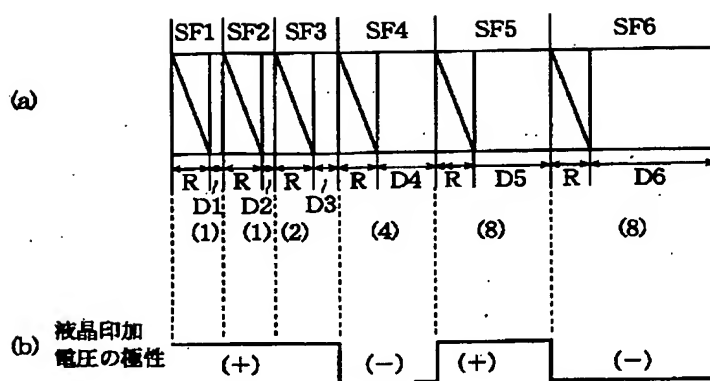 SF1 SF2 SF3 SF4 SF5 SF6
(a)
R R R R D4 R D5 R D6
D1 D2 D3
(1) (1) (2) (4) (8) (8)
(b) 液晶印加
電圧の極性 (+) (-) (+) (-)